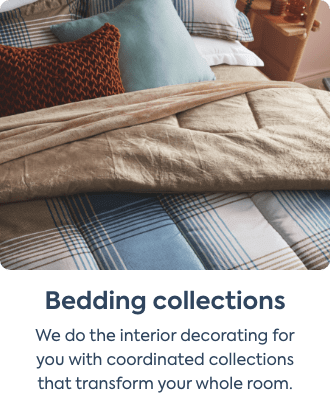 Bedding collections
We do the interior decorating for
you with coordinated collections
that transform your whole room.